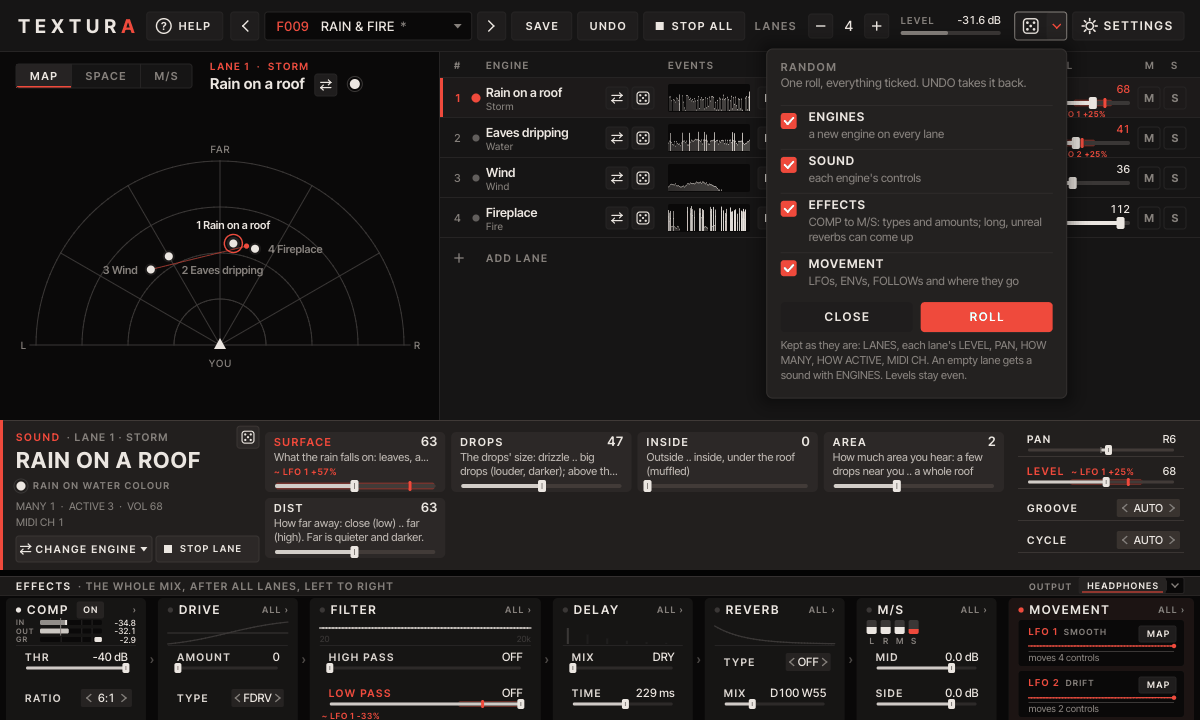 TEXTURA
? HELP
F009 RAIN & FIRE *
SAVE
UNDO
STOP ALL
LANES
4
LEVEL -31.6 dB
SETTINGS
MAP
SPACE
M/S
LANE 1 · STORM
Rain on a roof
FAR
1 Rain on a roof
4 Fireplace
3 Wind
2 Eaves dripping
L
R
YOU
# ENGINE EVENTS
M S
1 Rain on a roof
Storm
68
O 1 +25%
M S
2 Eaves dripping
Water
41
O 2 +25%
M S
3 Wind
Wind
36
M S
4 Fireplace
Fire
112
M S
+ ADD LANE
RANDOM
One roll, everything ticked. UNDO takes it back.
ENGINES
a new engine on every lane
SOUND
each engine's controls
EFFECTS
COMP to M/S: types and amounts; long, unreal
reverbs can come up
MOVEMENT
LFOs, ENVs, FOLLOWs and where they go
CLOSE
ROLL
Kept as they are: LANES, each lane's LEVEL, PAN, HOW
MANY, HOW ACTIVE, MIDI CH. An empty lane gets a
sound with ENGINES. Levels stay even.
SOUND · LANE 1 · STORM
RAIN ON A ROOF
RAIN ON WATER COLOUR
MANY 1 · ACTIVE 3 · VOL 68
MIDI CH 1
CHANGE ENGINE
STOP LANE
SURFACE 63
What the rain falls on: leaves, a...
~ LFO 1 +57%
DROPS 47
The drops' size: drizzle .. big
drops (louder, darker); above th...
INSIDE 0
Outside .. inside, under the roof
(muffled)
AREA 2
How much area you hear: a few
drops near you .. a whole roof
DIST 63
How far away: close (low) .. far
(high). Far is quieter and darker.
PAN R6
LEVEL ~ LFO 1 +25% 68
GROOVE < AUTO >
CYCLE < AUTO >
EFFECTS · THE WHOLE MIX, AFTER ALL LANES, LEFT TO RIGHT
OUTPUT HEADPHONES
COMP ON ›
IN -34.8
OUT -32.1
GR -2.9
THR -40 dB
RATIO < 6:1 >
DRIVE ALL ›
AMOUNT 0
TYPE < FDRV >
FILTER ALL ›
20 20k
HIGH PASS OFF
LOW PASS OFF
~ LFO 1 -33%
DELAY ALL ›
MIX DRY
TIME 229 ms
REVERB ALL ›
TYPE < OFF >
MIX D100 W55
M/S ALL ›
L R M S
MID 0.0 dB
SIDE 0.0 dB
MOVEMENT ALL ›
LFO 1 SMOOTH MAP
moves 4 controls
LFO 2 DRIFT MAP
moves 2 controls